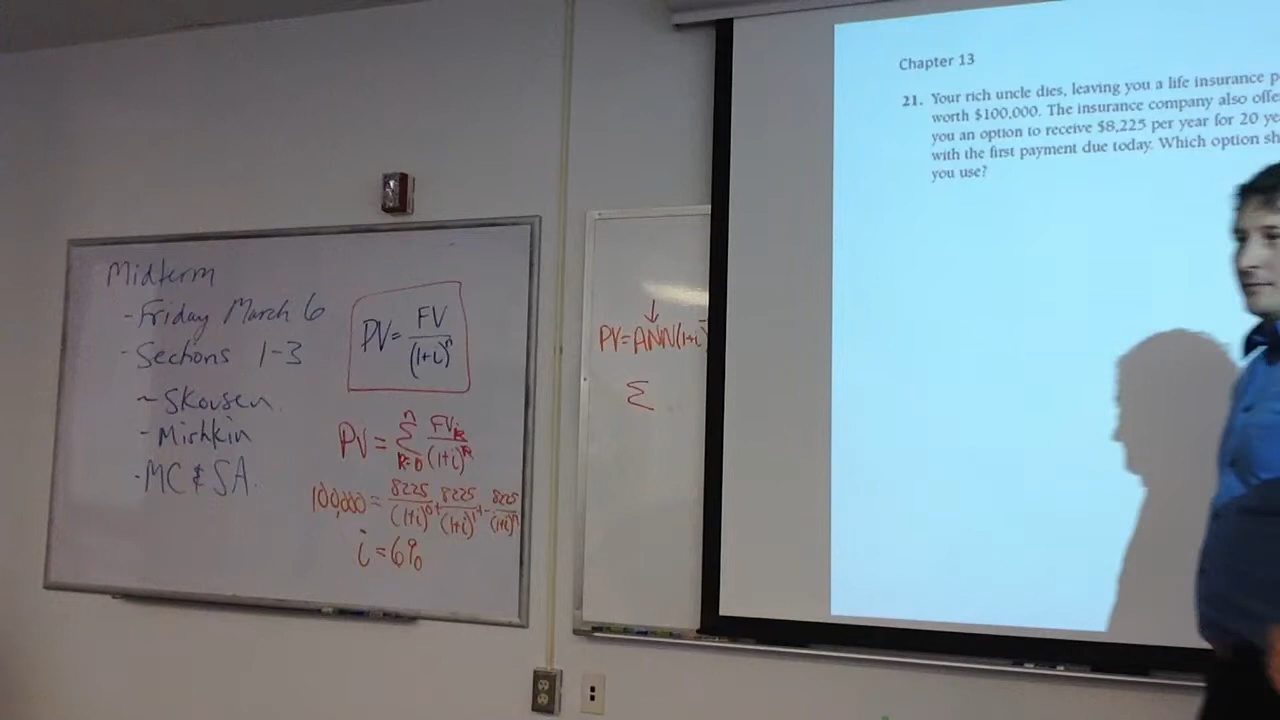 Midterm
- Friday March 6
- Sections 1-3
~ Skousen
- Mishkin
- MC & SA.
PV = FV / (1+i)^n
PV = Σ n k=0 FVk / (1+i)^k
100,000 = 8225 / (1+i)^0 + 8225 / (1+i)^1 + - 8225 / (1+i)^n
i = 6%
↓
PV = ANN(1+i)
Σ
Chapter 13
21. Your rich uncle dies, leaving you a life insurance
worth $100,000. The insurance company also
you an option to receive $8,225 per year for 20
with the first payment due today. Which option
you use?